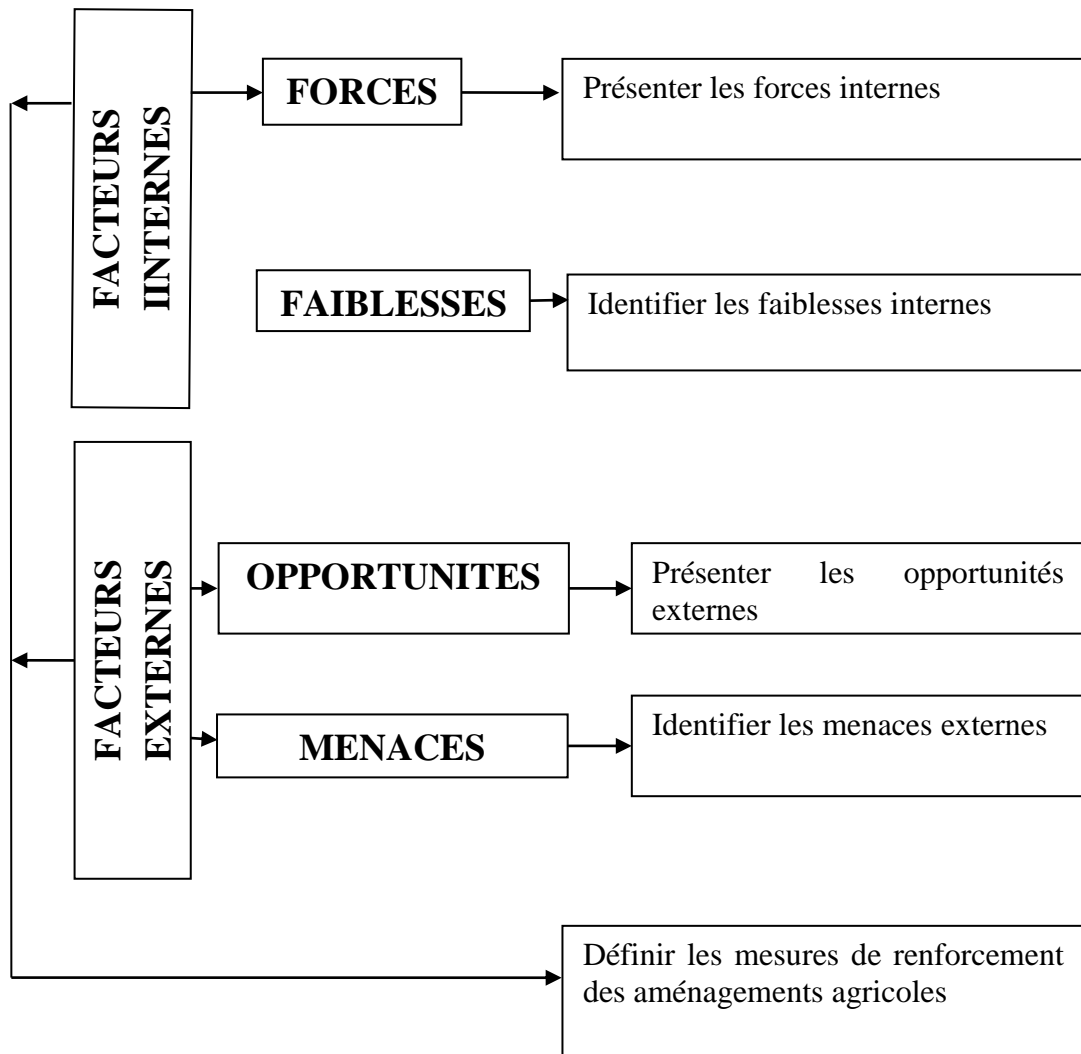 FACTEURS
IINTERNES
FORCES
Présenter les forces internes
FAIBLESSES
Identifier les faiblesses internes
FACTEURS
EXTERNES
OPPORTUNITES
Présenter les opportunités
externes
MENACES
Identifier les menaces externes
Définir les mesures de renforcement
des aménagements agricoles